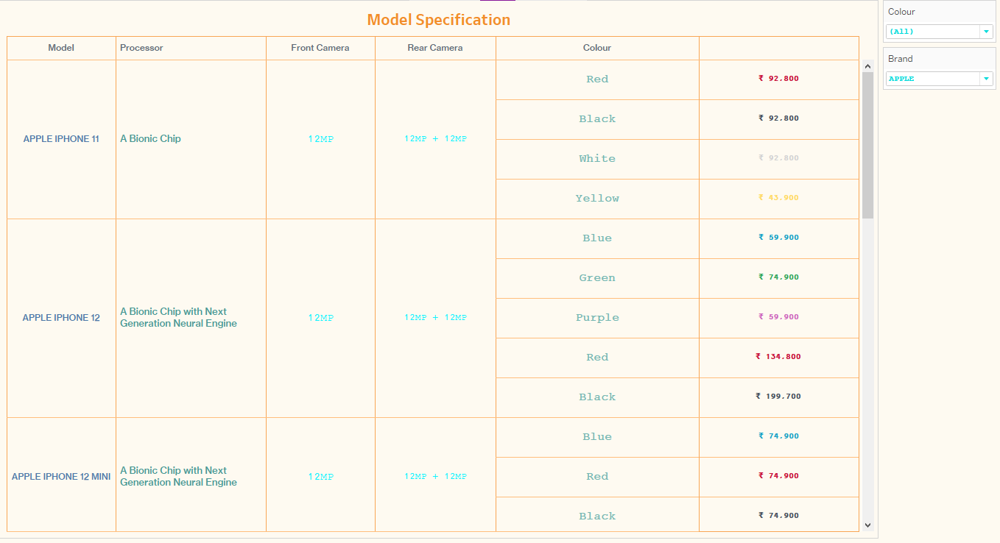 Model Specification
Colour
(All)
Brand
APPLE
Model Processor Front Camera Rear Camera Colour
APPLE IPHONE 11 A Bionic Chip 12MP 12MP + 12MP
Red ₹ 92,800
Black ₹ 92,800
White ₹ 92,800
Yellow ₹ 43,900
APPLE IPHONE 12 A Bionic Chip with Next
Generation Neural Engine 12MP 12MP + 12MP
Blue ₹ 59,900
Green ₹ 74,900
Purple ₹ 59,900
Red ₹ 134,800
Black ₹ 199,700
APPLE IPHONE 12 MINI A Bionic Chip with Next
Generation Neural Engine 12MP 12MP + 12MP
Blue ₹ 74,900
Red ₹ 74,900
Black ₹ 74,900